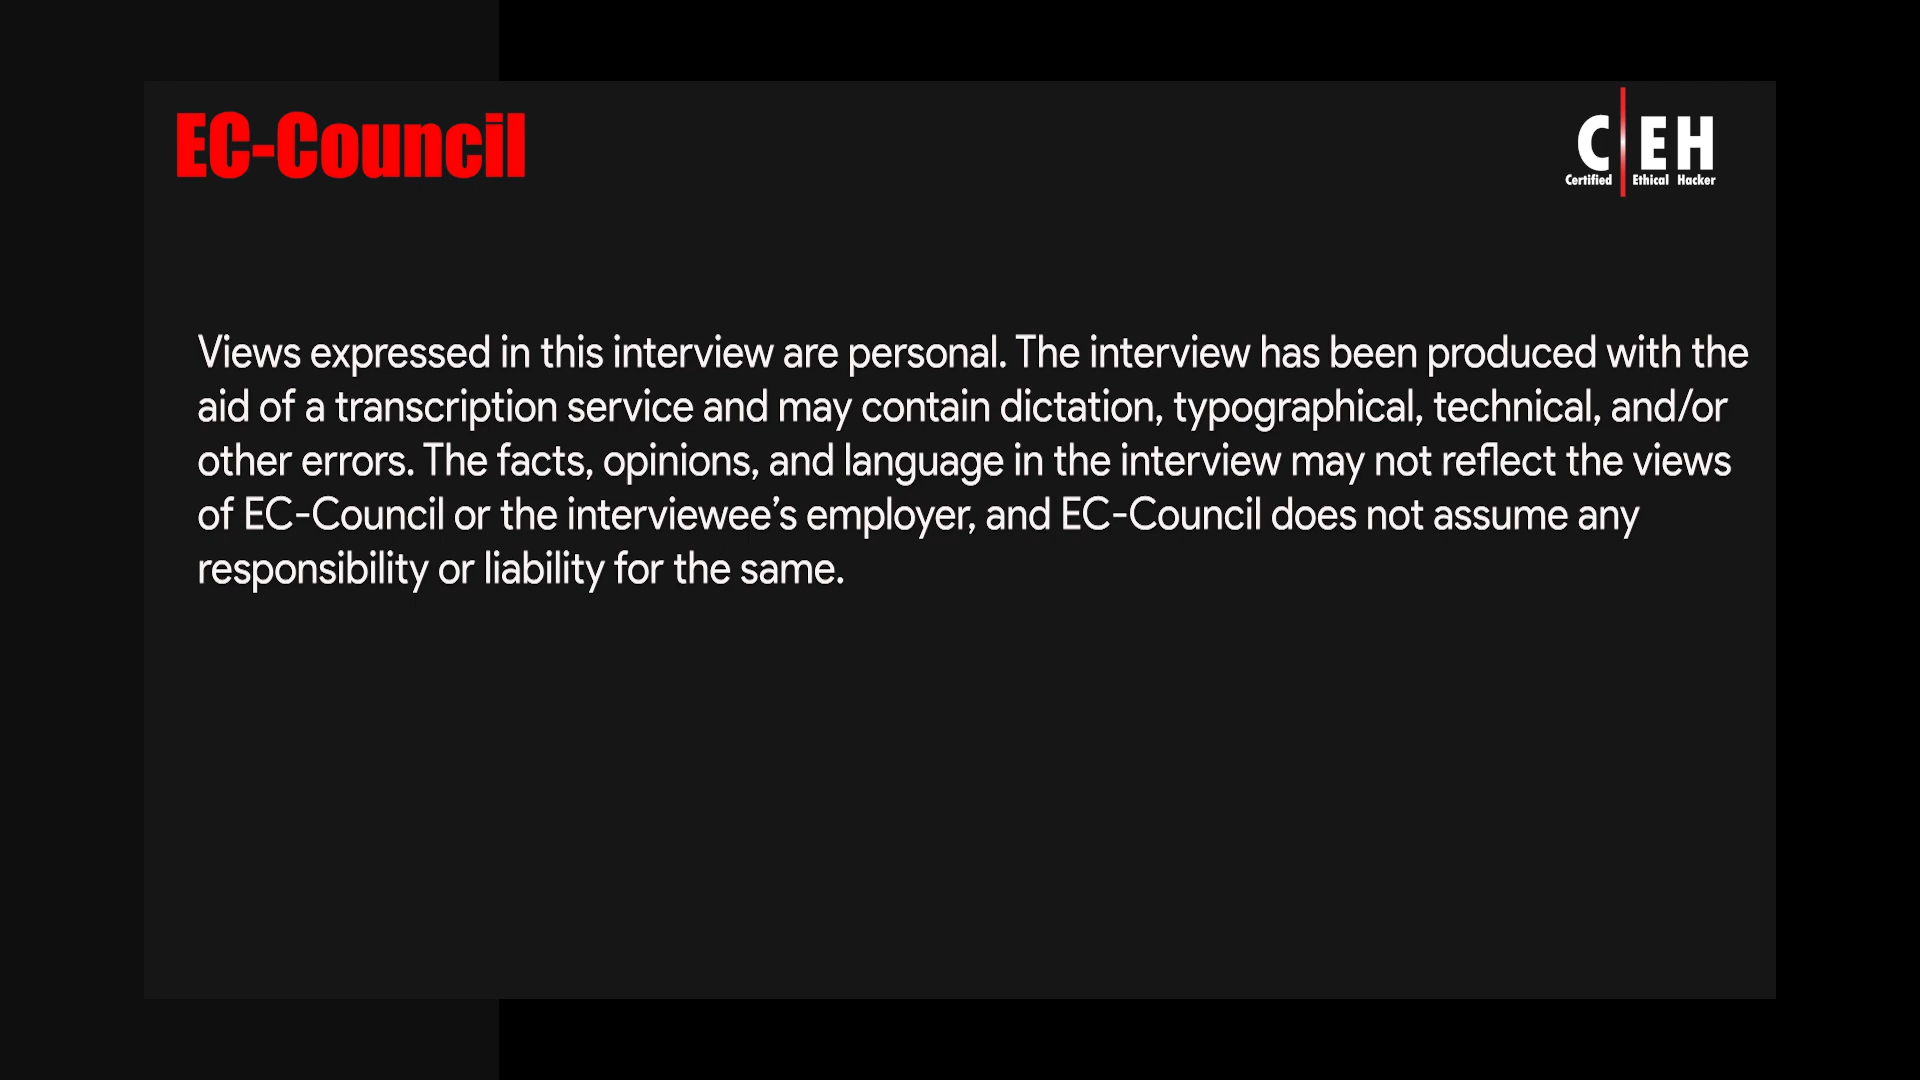 EC-Council
C EH
Certified Ethical Hacker
Views expressed in this interview are personal. The interview has been produced with the
aid of a transcription service and may contain dictation, typographical, technical, and/or
other errors. The facts, opinions, and language in the interview may not reflect the views
of EC-Council or the interviewee’s employer, and EC-Council does not assume any
responsibility or liability for the same.